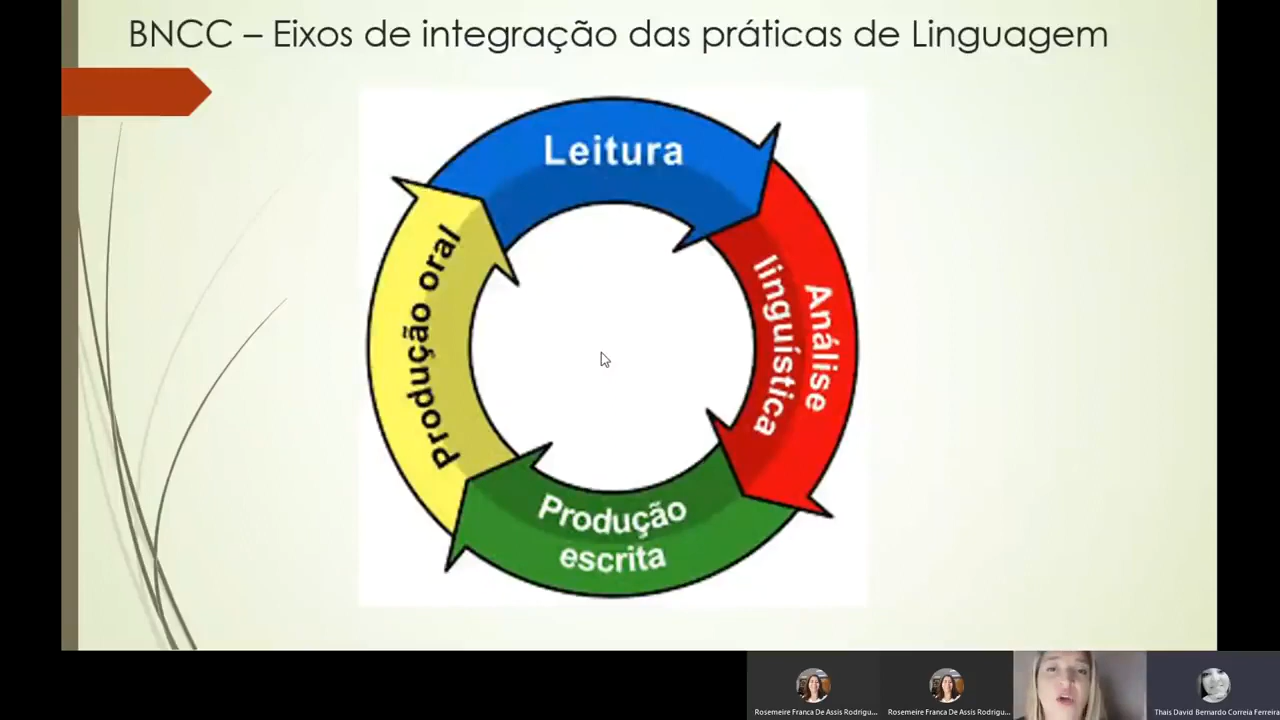 BNCC – Eixos de integração das práticas de Linguagem
Leitura
Análise
linguística
Produção
escrita
Produção oral
Rosemeire Franca De Assis Rodrigu...
Rosemeire Franca De Assis Rodrigu...
Thais David Bernardo Correia Ferreira